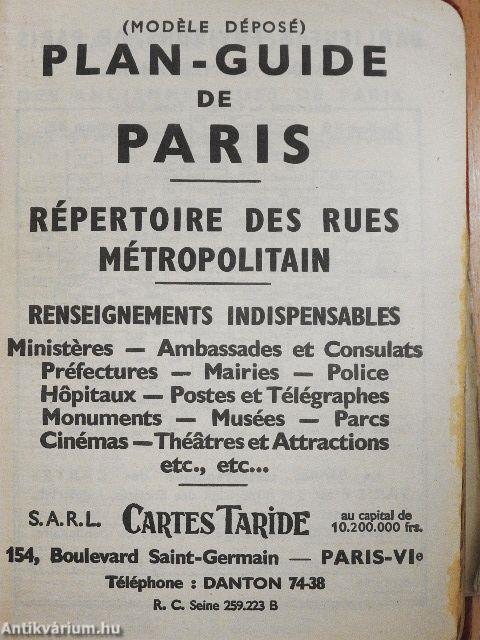 (MODÈLE DÉPOSÉ)
PLAN-GUIDE
DE
PARIS
RÉPERTOIRE DES RUES
MÉTROPOLITAIN
RENSEIGNEMENTS INDISPENSABLES
Ministères — Ambassades et Consulats
Préfectures — Mairies — Police
Hôpitaux — Postes et Télégraphes
Monuments — Musées — Parcs
Cinémas — Théâtres et Attractions
etc., etc...
S.A.R.L. CARTES TARIDE au capital de 10.200.000 frs.
154, Boulevard Saint-Germain — PARIS-VIe
Téléphone : DANTON 74-38
R. C. Seine 259.223 B
Antikvárium.hu